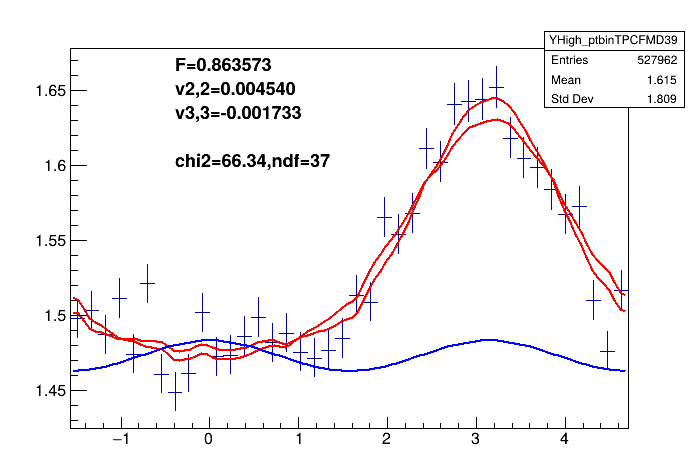 YHigh_ptbinTPCFMD39
Entries 527962
Mean 1.615
Std Dev 1.809
F=0.863573
v2,2=0.004540
v3,3=-0.001733
chi2=66.34,ndf=37
1.65
1.6
1.55
1.5
1.45
−1 0 1 2 3 4